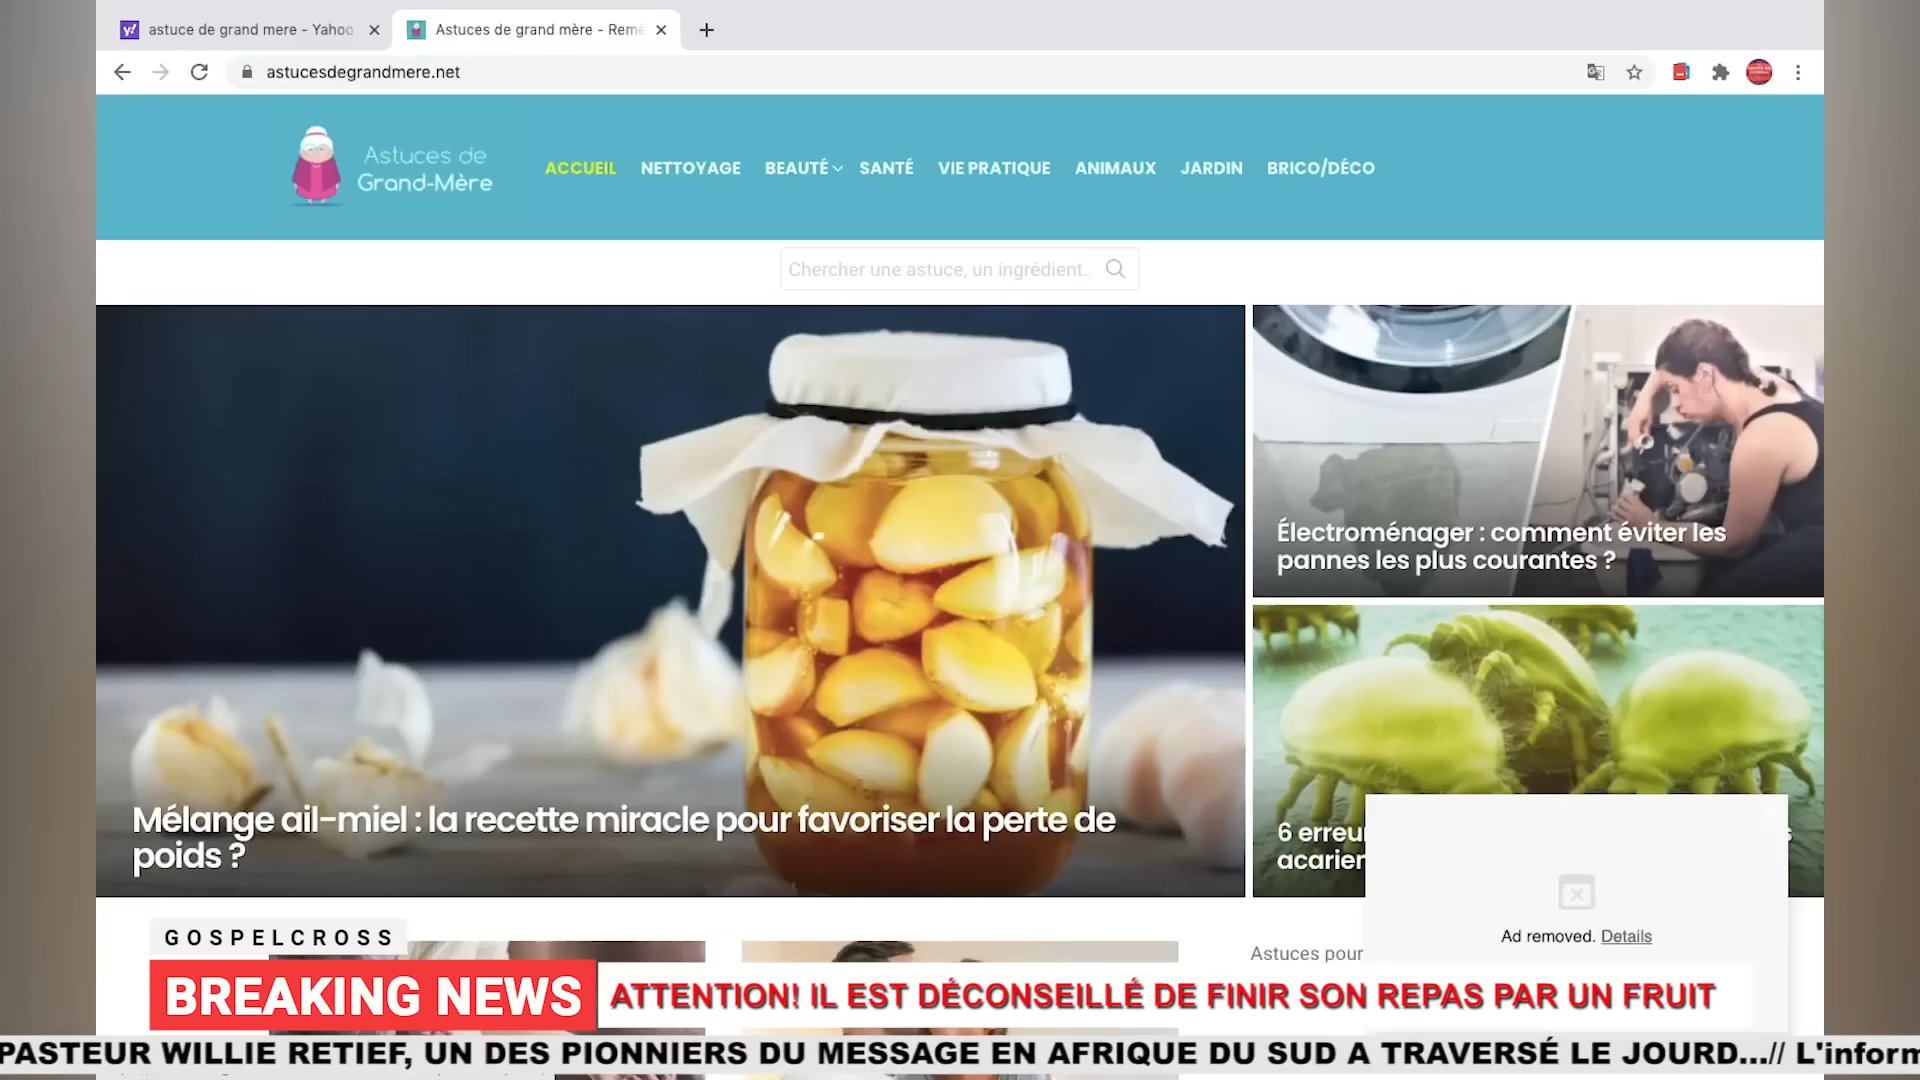 astuce de grand mere - Yahoo
Astuces de grand mère - Remè
astucesdegrandmere.net
Astuces de
Grand-Mère
ACCUEIL
NETTOYAGE
BEAUTÉ
SANTÉ
VIE PRATIQUE
ANIMAUX
JARDIN
BRICO/DÉCO
Chercher une astuce, un ingrédient..
Électroménager : comment éviter les
pannes les plus courantes ?
Mélange ail-miel : la recette miracle pour favoriser la perte de
poids ?
6 erreur
acarien
Ad removed. Details
Astuces pour
GOSPELCROSS
BREAKING NEWS
ATTENTION! IL EST DÉCONSEILLÉ DE FINIR SON REPAS PAR UN FRUIT
PASTEUR WILLIE RETIEF, UN DES PIONNIERS DU MESSAGE EN AFRIQUE DU SUD A TRAVERSÉ LE JOURD...// L'inform